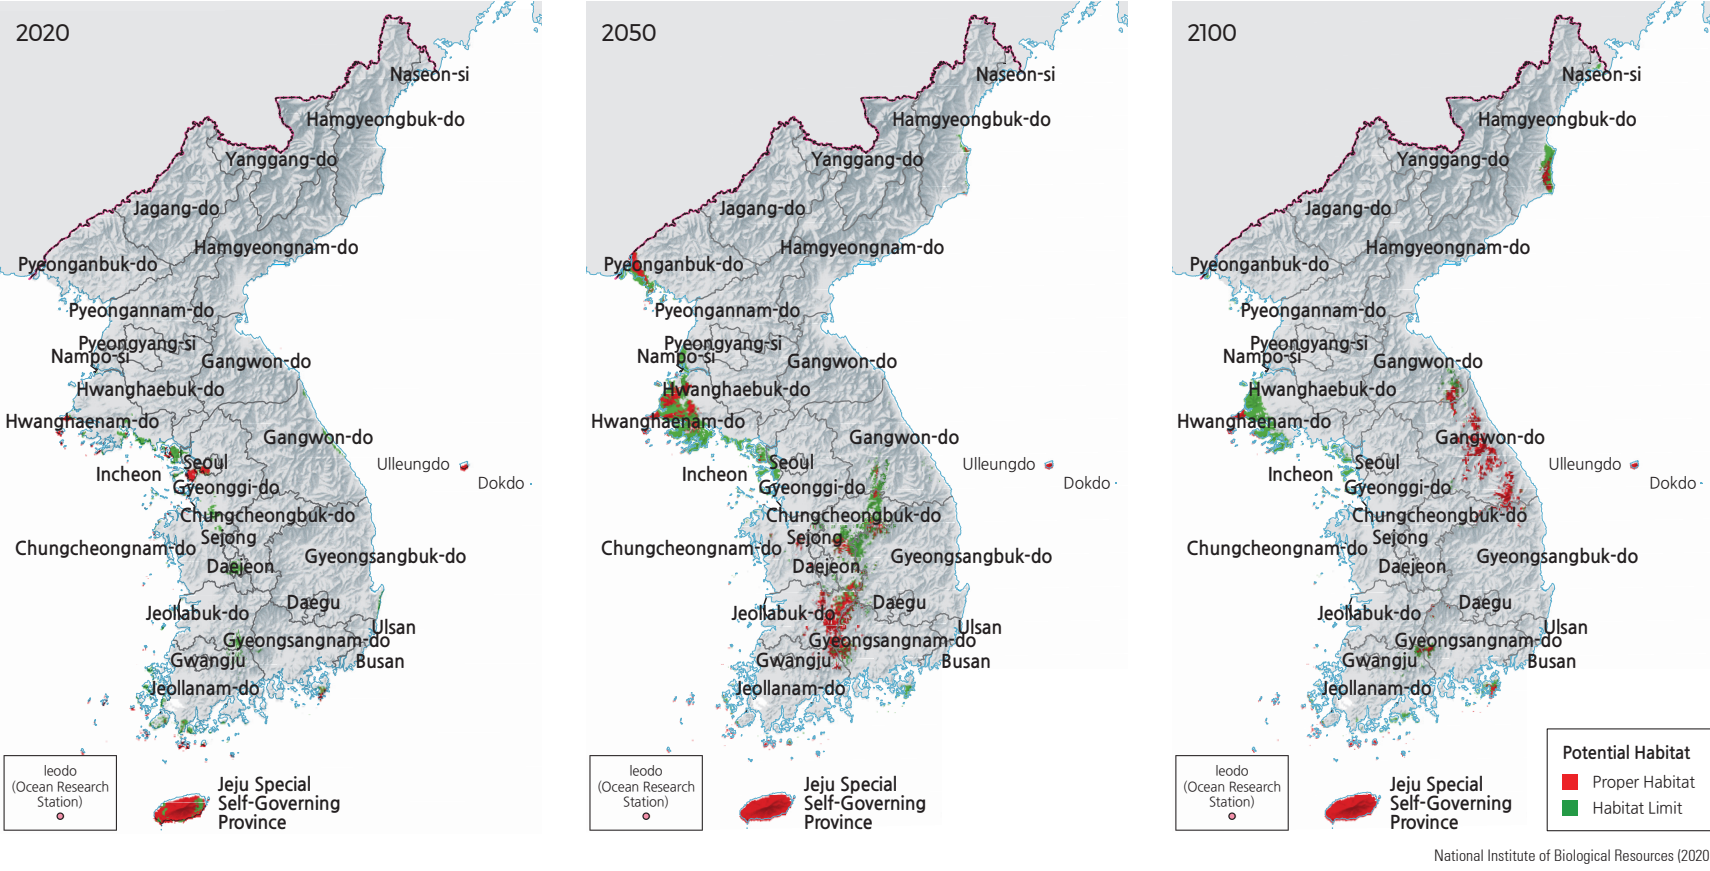 2020
Naseon-si
Hamgyeongbuk-do
Yanggang-do
Jagang-do
Hamgyeongnam-do
Pyeonganbuk-do
Pyeongannam-do
Pyeongyang-si
Nampo-si
Gangwon-do
Hwanghaebuk-do
Hwanghaenam-do
Gangwon-do
Seoul
Incheon
Gyeonggi-do
Ulleungdo
Dokdo
Chungcheongbuk-do
Sejong
Chungcheongnam-do
Gyeongsangbuk-do
Daejeon
Daegu
Jeollabuk-do
Ulsan
Gyeongsangnam-do
Gwangju
Busan
Jeollanam-do
Ieodo
(Ocean Research
Station)
Jeju Special
Self-Governing
Province
2050
Naseon-si
Hamgyeongbuk-do
Yanggang-do
Jagang-do
Hamgyeongnam-do
Pyeonganbuk-do
Pyeongannam-do
Pyeongyang-si
Nampo-si
Gangwon-do
Hwanghaebuk-do
Hwanghaenam-do
Gangwon-do
Seoul
Incheon
Gyeonggi-do
Ulleungdo
Dokdo
Chungcheongbuk-do
Sejong
Chungcheongnam-do
Gyeongsangbuk-do
Daejeon
Daegu
Jeollabuk-do
Ulsan
Gyeongsangnam-do
Gwangju
Busan
Jeollanam-do
Ieodo
(Ocean Research
Station)
Jeju Special
Self-Governing
Province
2100
Naseon-si
Hamgyeongbuk-do
Yanggang-do
Jagang-do
Hamgyeongnam-do
Pyeonganbuk-do
Pyeongannam-do
Pyeongyang-si
Nampo-si
Gangwon-do
Hwanghaebuk-do
Hwanghaenam-do
Gangwon-do
Seoul
Incheon
Gyeonggi-do
Ulleungdo
Dokdo
Chungcheongbuk-do
Sejong
Chungcheongnam-do
Gyeongsangbuk-do
Daejeon
Daegu
Jeollabuk-do
Ulsan
Gyeongsangnam-do
Gwangju
Busan
Jeollanam-do
Ieodo
(Ocean Research
Station)
Jeju Special
Self-Governing
Province
Potential Habitat
Proper Habitat
Habitat Limit
National Institute of Biological Resources (2020